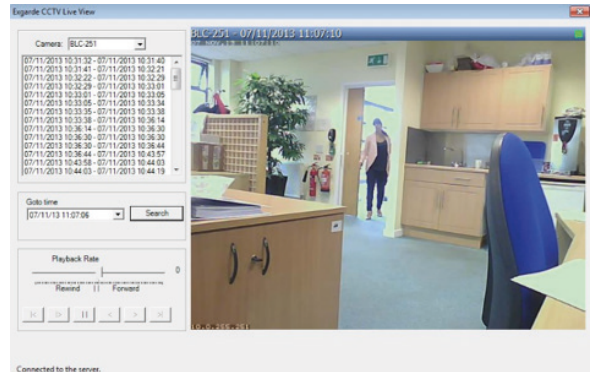 Exgarde CCTV Live View
Camera: BLC-251
07/11/2013 10:31:32 - 07/11/2013 10:31:40
07/11/2013 10:31:41 - 07/11/2013 10:32:21
07/11/2013 10:32:22 - 07/11/2013 10:32:29
07/11/2013 10:32:29 - 07/11/2013 10:33:01
07/11/2013 10:33:01 - 07/11/2013 10:33:05
07/11/2013 10:33:05 - 07/11/2013 10:33:34
07/11/2013 10:33:35 - 07/11/2013 10:33:38
07/11/2013 10:33:38 - 07/11/2013 10:36:14
07/11/2013 10:36:14 - 07/11/2013 10:36:30
07/11/2013 10:36:30 - 07/11/2013 10:36:30
07/11/2013 10:36:30 - 07/11/2013 10:36:44
07/11/2013 10:36:44 - 07/11/2013 10:43:57
07/11/2013 10:43:58 - 07/11/2013 10:44:03
07/11/2013 10:44:03 - 07/11/2013 10:44:19
Goto time
07/11/13 11:07:06
Search
Playback Rate
0
Rewind || Forward
Connected to the server.
BLC-251 - 07/11/2013 11:07:10